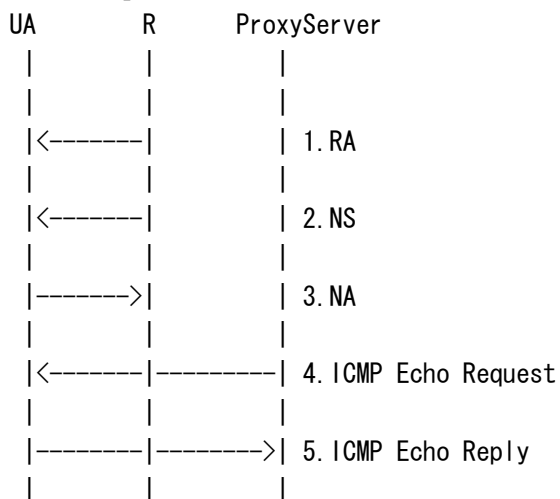 UA R ProxyServer
| | |
| | |
|<-------| | 1.RA
| | |
|<-------| | 2.NS
| | |
|------->| | 3.NA
| | |
|<-------|---------| 4.ICMP Echo Request
| | |
|--------|-------->| 5.ICMP Echo Reply
| | |